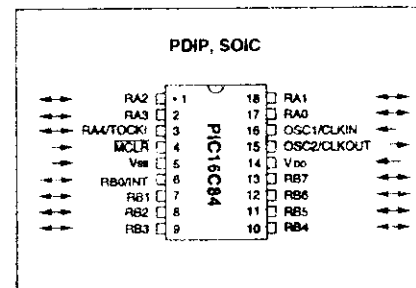 PDIP, SOIC
RA2 1 18 RA1
RA3 2 17 RA0
RA4/T0CKI 3 16 OSC1/CLKIN
MCLR 4 15 OSC2/CLKOUT
VSS 5 14 VDD
RB0/INT 6 13 RB7
RB1 7 12 RB6
RB2 8 11 RB5
RB3 9 10 RB4
PIC16C84